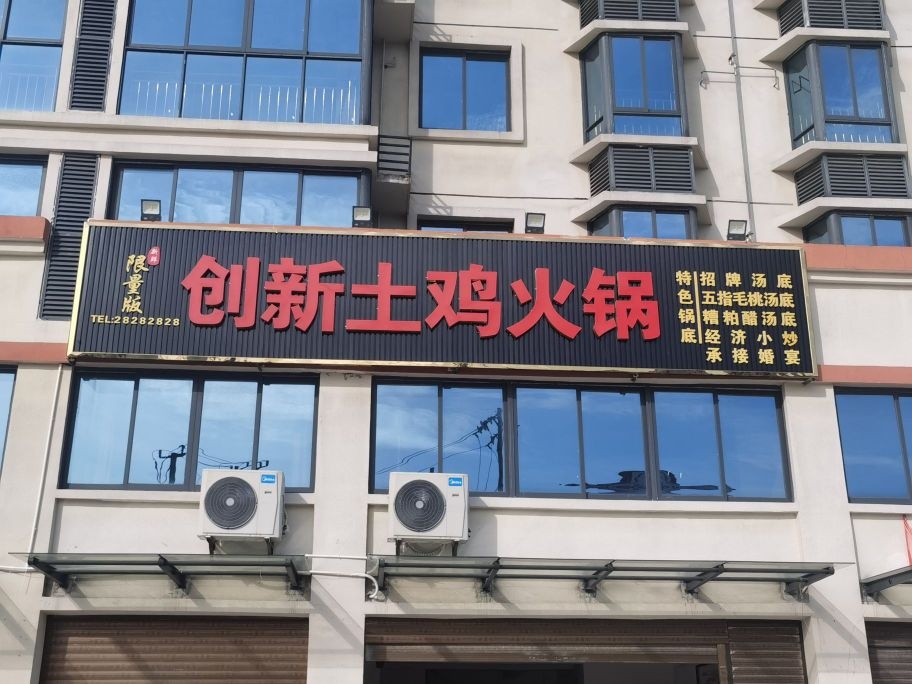 限量版
TEL:28282828
创新土鸡火锅
特色锅底
招牌汤底
五指毛桃汤底
糟粕醋汤底
经济小炒
承接婚宴
Midea
Midea